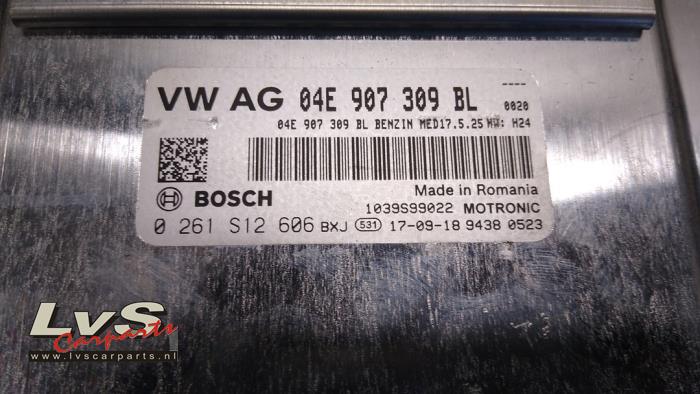 ----
VW AG 04E 907 309 BL 0020
04E 907 309 BL BENZIN MED17.5.25 HW: H24
BOSCH
Made in Romania
1039S99022 MOTRONIC
0 261 S12 606 BXJ 531 17-09-18 9438 0523
LvS
Carparts
www.lvscarparts.nl